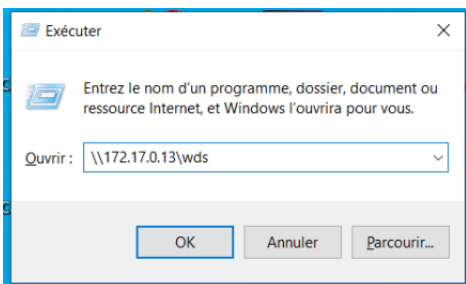 Exécuter
Entrez le nom d'un programme, dossier, document ou
ressource Internet, et Windows l'ouvrira pour vous.
Ouvrir : \\172.17.0.13\wds
OK Annuler Parcourir...